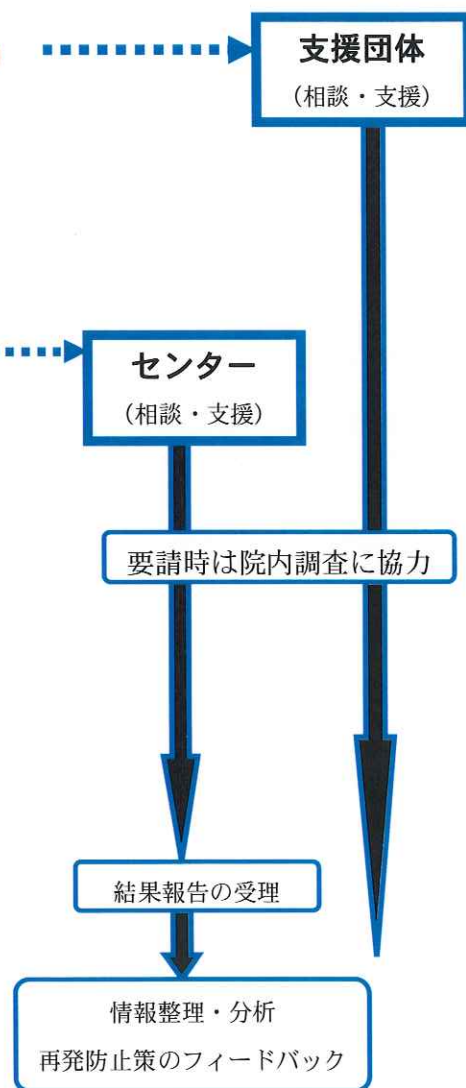 支援団体
(相談・支援)
センター
(相談・支援)
要請時は院内調査に協力
結果報告の受理
情報整理・分析
再発防止策のフィードバック